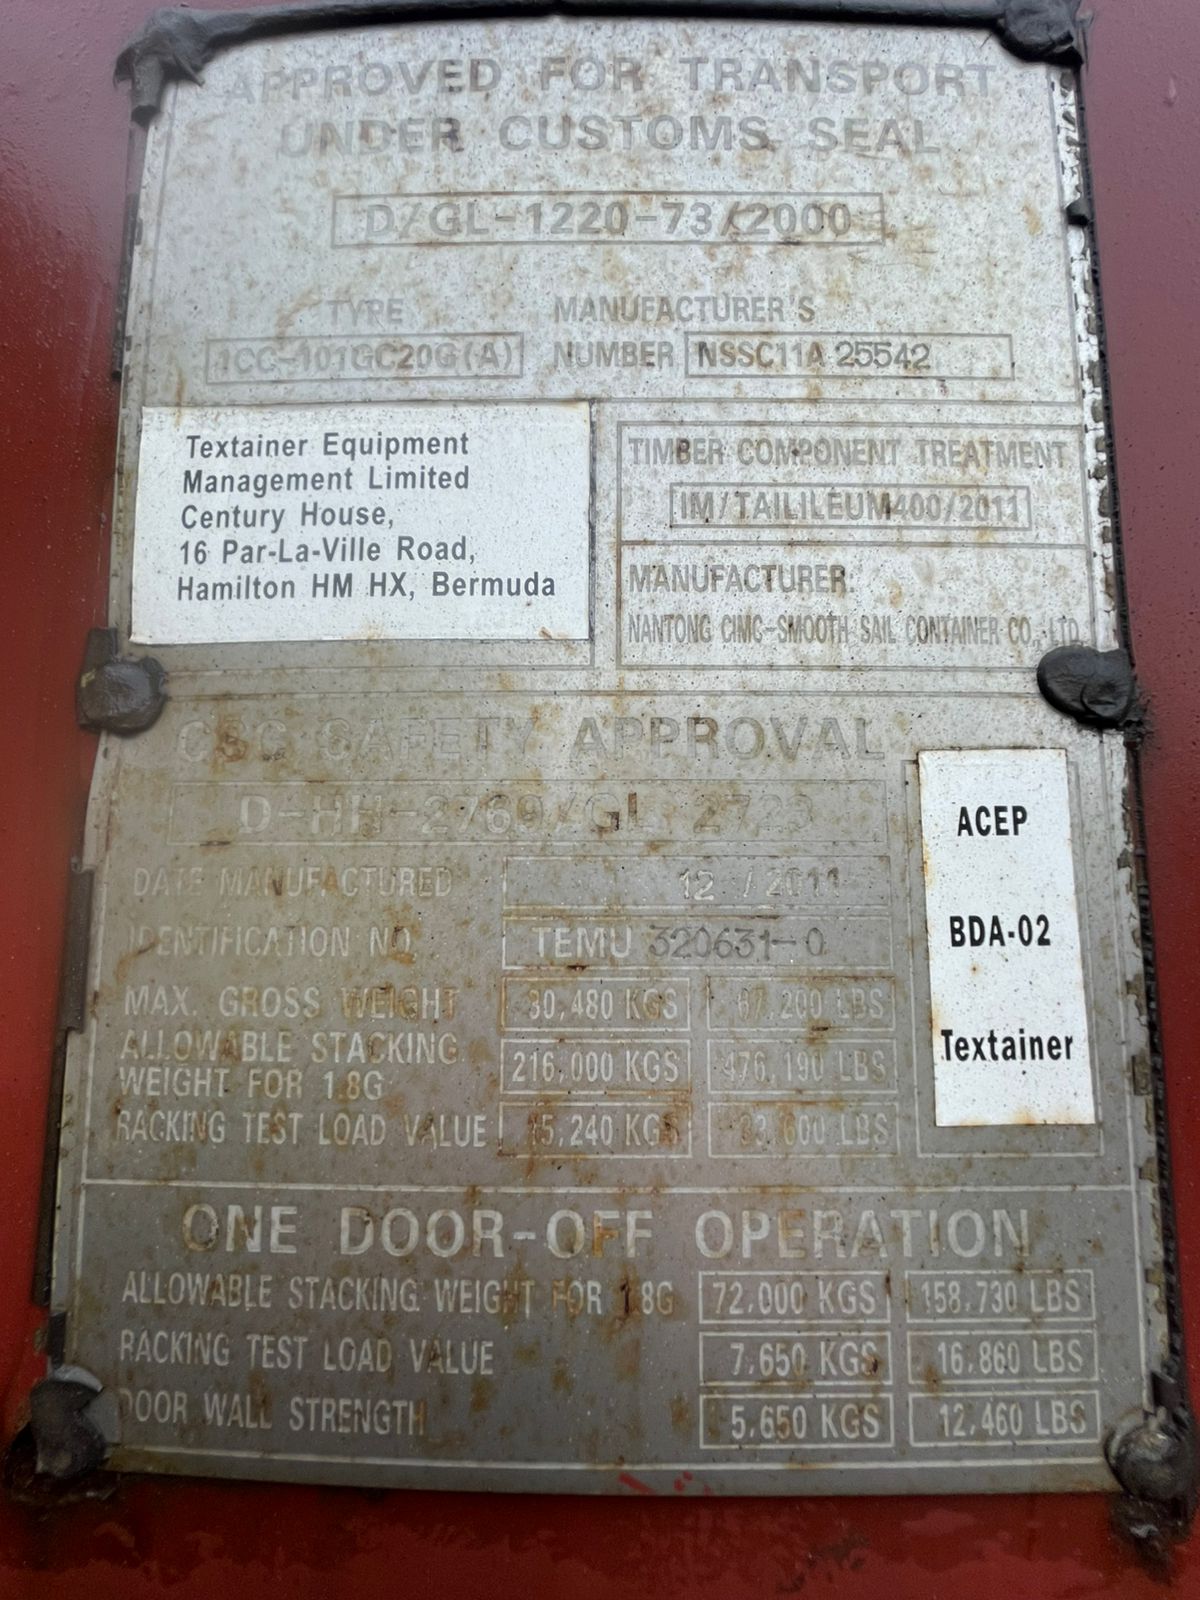 APPROVED FOR TRANSPORT
UNDER CUSTOMS SEAL
D/GL-1220-73/2000
TYPE
1CC-101GC20G(A)
MANUFACTURER'S
NUMBER NSSC11A 25542
Textainer Equipment
Management Limited
Century House,
16 Par-La-Ville Road,
Hamilton HM HX, Bermuda
TIMBER COMPONENT TREATMENT
IM/TAILILEUM400/2011
MANUFACTURER:
NANTONG CIMC-SMOOTH SAIL CONTAINER CO., LTD.
CSC SAFETY APPROVAL
D-HH-2769/GL 2723
DATE MANUFACTURED 12 / 2011
IDENTIFICATION NO. TEMU 320631-0
MAX. GROSS WEIGHT 30,480 KGS 67,200 LBS
ALLOWABLE STACKING
WEIGHT FOR 1.8G 216,000 KGS 476,190 LBS
RACKING TEST LOAD VALUE 15,240 KGS 33,600 LBS
ACEP
BDA-02
Textainer
ONE DOOR-OFF OPERATION
ALLOWABLE STACKING WEIGHT FOR 1.8G 72,000 KGS 158,730 LBS
RACKING TEST LOAD VALUE 7,650 KGS 16,860 LBS
DOOR WALL STRENGTH 5,650 KGS 12,460 LBS